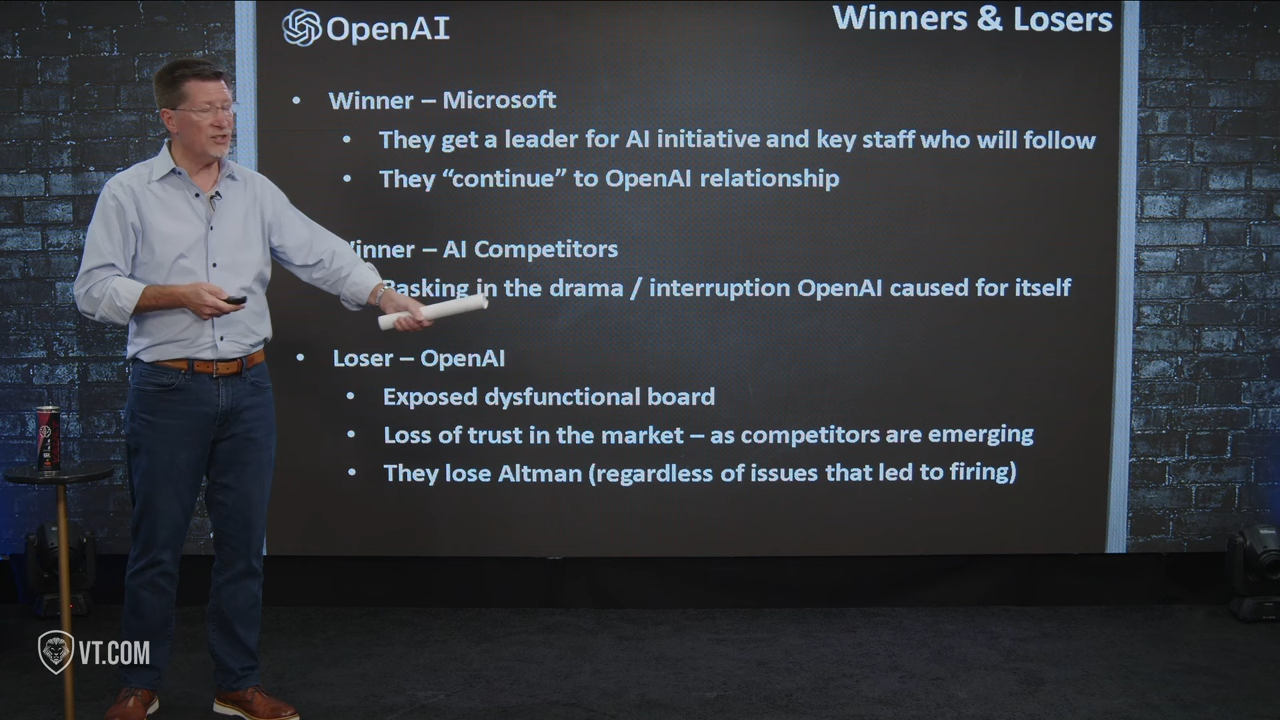 OpenAI
Winners & Losers
• Winner – Microsoft
• They get a leader for AI initiative and key staff who will follow
• They “continue” to OpenAI relationship
inner – AI Competitors
Basking in the drama / interruption OpenAI caused for itself
• Loser – OpenAI
• Exposed dysfunctional board
• Loss of trust in the market – as competitors are emerging
• They lose Altman (regardless of issues that led to firing)
VT.COM